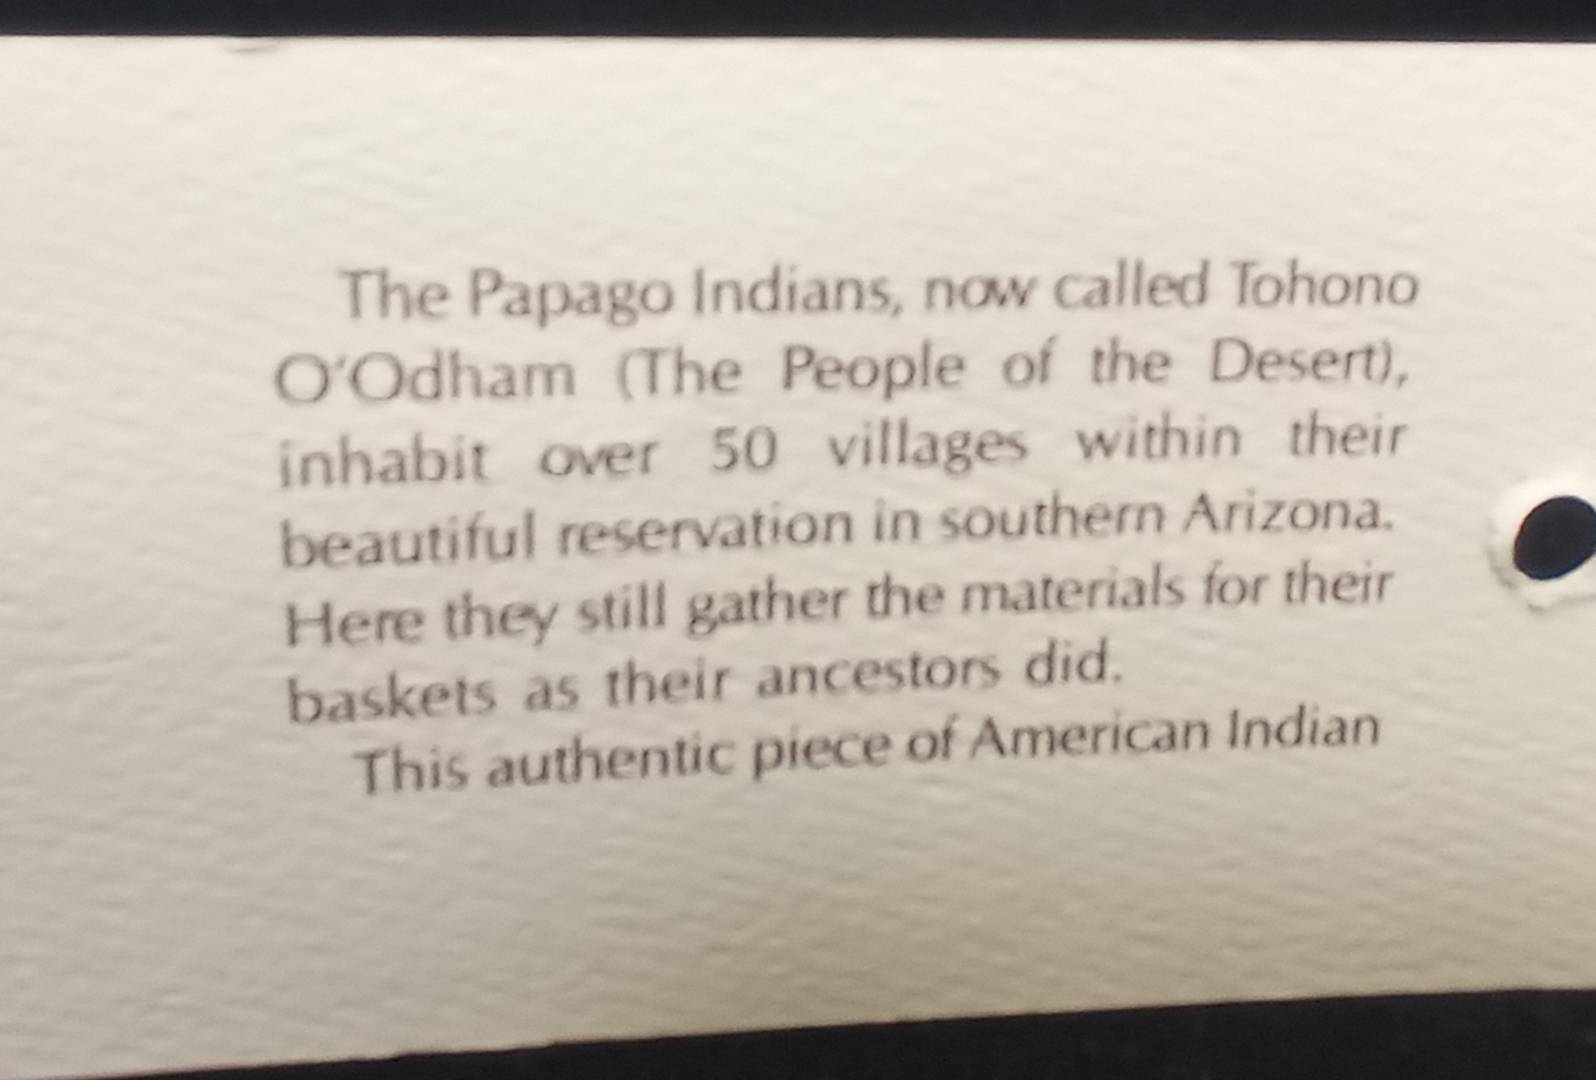 The Papago Indians, now called Tohono
O'Odham (The People of the Desert),
inhabit over 50 villages within their
beautiful reservation in southern Arizona.
Here they still gather the materials for their
baskets as their ancestors did.
This authentic piece of American Indian